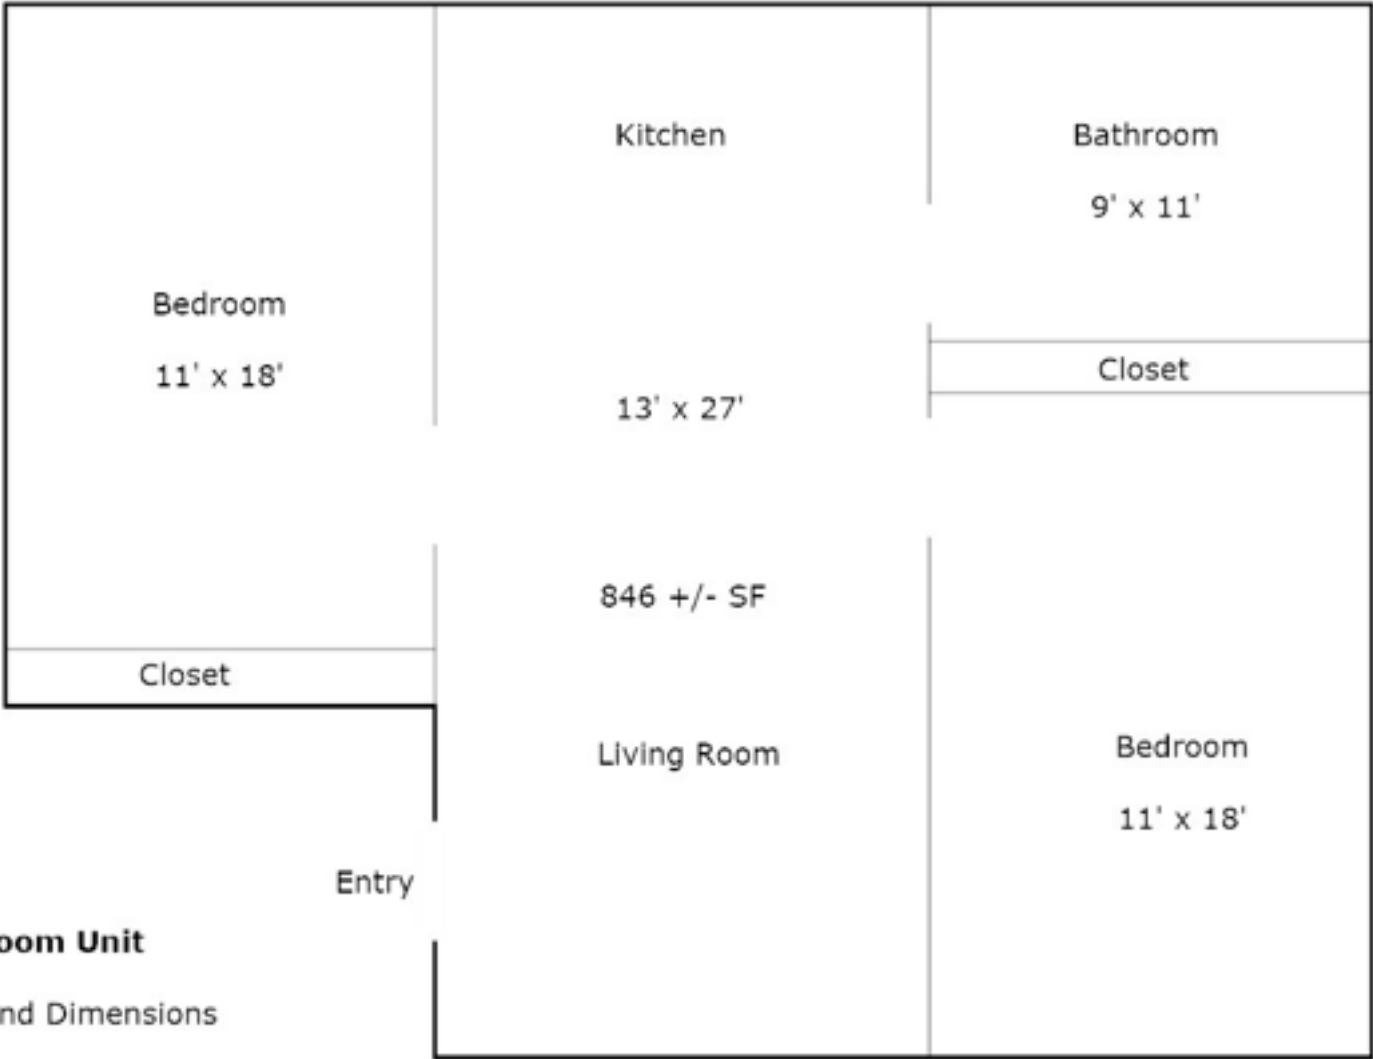 Kitchen
Bathroom
9' x 11'
Bedroom
11' x 18'
Closet
13' x 27'
846 +/- SF
Closet
Living Room
Bedroom
11' x 18'
Entry
oom Unit
nd Dimensions